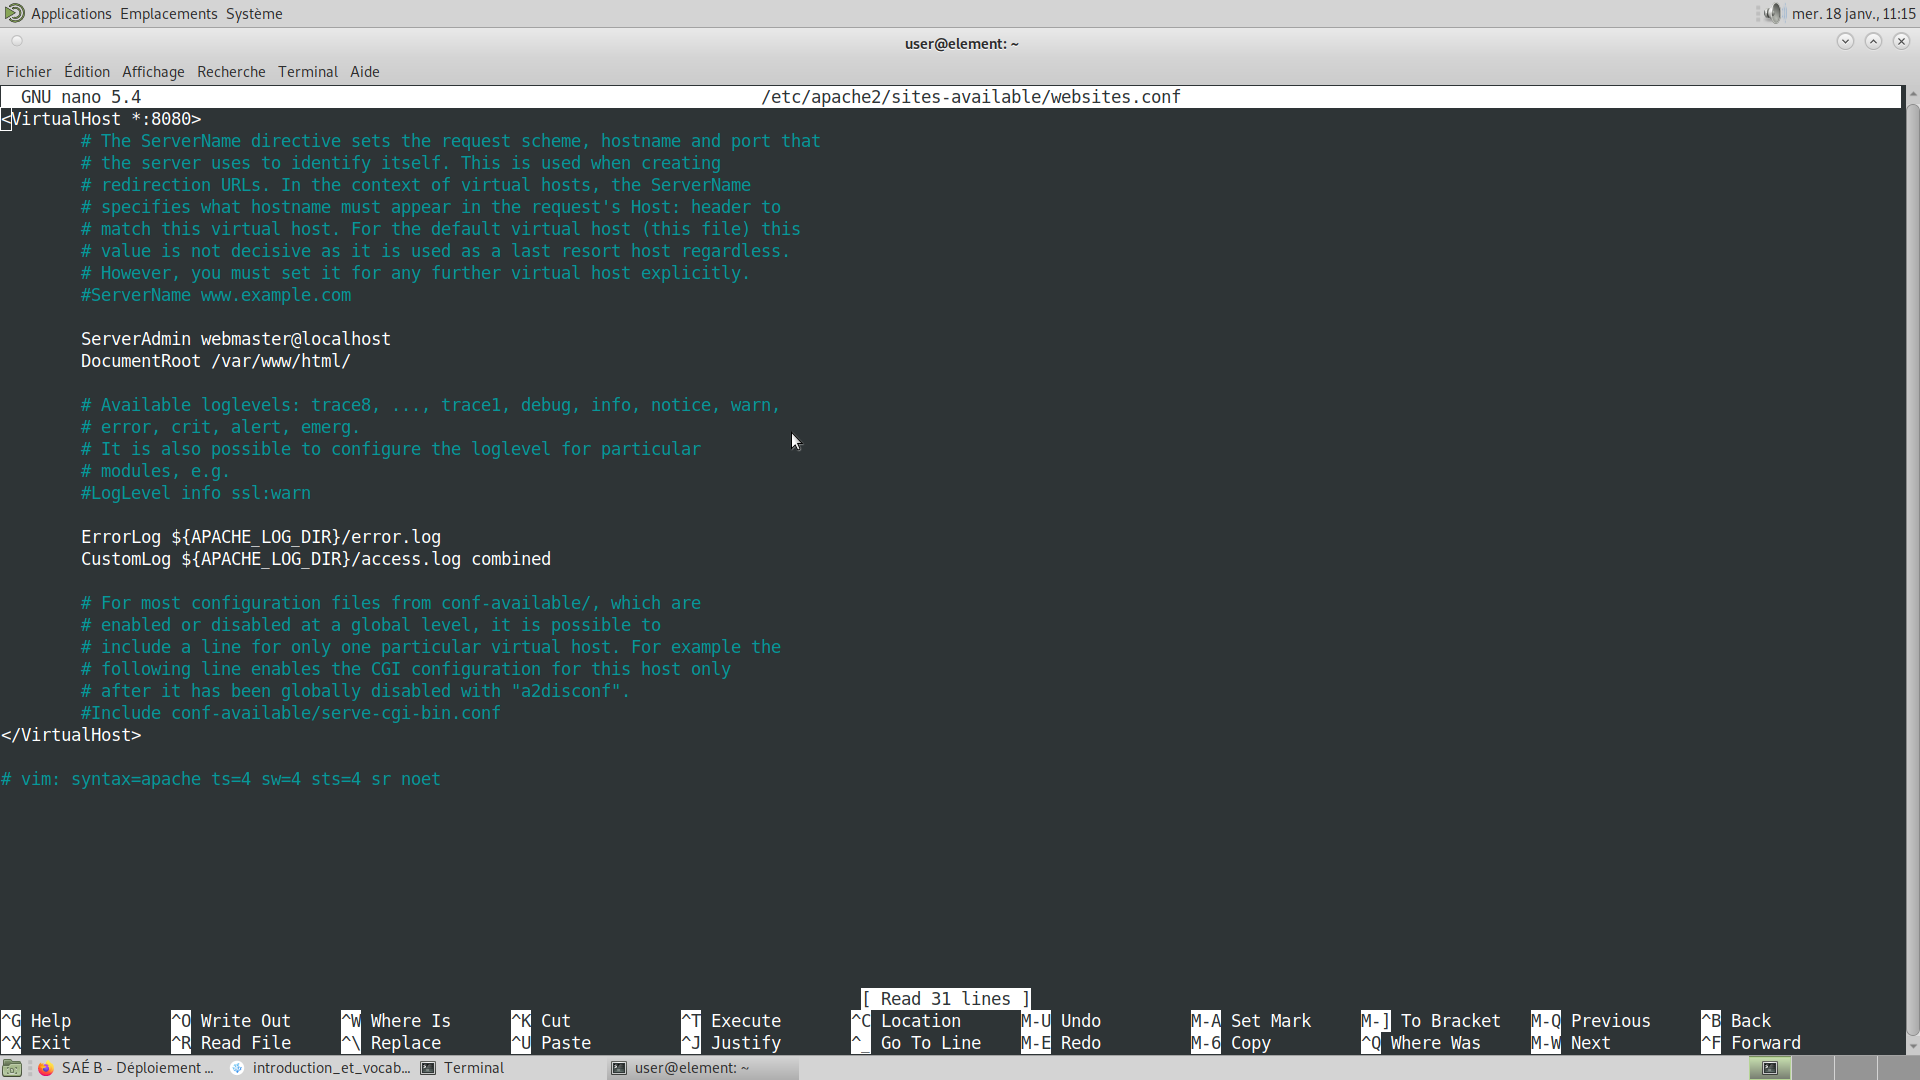 Applications Emplacements Système
mer. 18 janv., 11:15
user@element: ~
Fichier Édition Affichage Recherche Terminal Aide
GNU nano 5.4 /etc/apache2/sites-available/websites.conf
<VirtualHost *:8080>
# The ServerName directive sets the request scheme, hostname and port that
# the server uses to identify itself. This is used when creating
# redirection URLs. In the context of virtual hosts, the ServerName
# specifies what hostname must appear in the request's Host: header to
# match this virtual host. For the default virtual host (this file) this
# value is not decisive as it is used as a last resort host regardless.
# However, you must set it for any further virtual host explicitly.
#ServerName www.example.com
ServerAdmin webmaster@localhost
DocumentRoot /var/www/html/
# Available loglevels: trace8, ..., trace1, debug, info, notice, warn,
# error, crit, alert, emerg.
# It is also possible to configure the loglevel for particular
# modules, e.g.
#LogLevel info ssl:warn
ErrorLog ${APACHE_LOG_DIR}/error.log
CustomLog ${APACHE_LOG_DIR}/access.log combined
# For most configuration files from conf-available/, which are
# enabled or disabled at a global level, it is possible to
# include a line for only one particular virtual host. For example the
# following line enables the CGI configuration for this host only
# after it has been globally disabled with "a2disconf".
#Include conf-available/serve-cgi-bin.conf
</VirtualHost>
# vim: syntax=apache ts=4 sw=4 sts=4 sr noet
[ Read 31 lines ]
^G Help ^O Write Out ^W Where Is ^K Cut ^T Execute ^C Location M-U Undo M-A Set Mark M-] To Bracket M-Q Previous ^B Back
^X Exit ^R Read File ^\ Replace ^U Paste ^J Justify ^_ Go To Line M-E Redo M-6 Copy ^Q Where Was M-W Next ^F Forward
SAÉ B - Déploiement ... introduction_et_vocab... Terminal user@element: ~